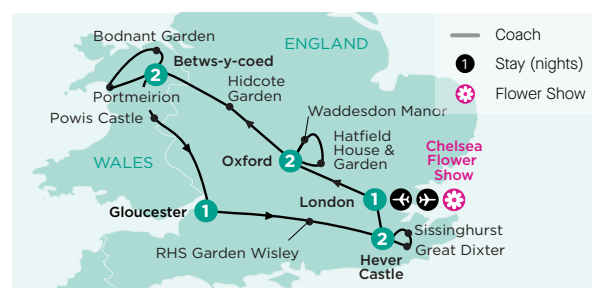 Bodnant Garden
ENGLAND
Coach
1 Stay (nights)
Flower Show
Betws-y-coed
2
Hidcote
Garden
Portmeirion
Powis Castle
Waddesdon Manor
Hatfield
House &
Garden
WALES
Oxford 2
Chelsea
Flower
Show
London 1
Gloucester 1
Sissinghurst
2
Great Dixter
RHS Garden Wisley
Hever
Castle